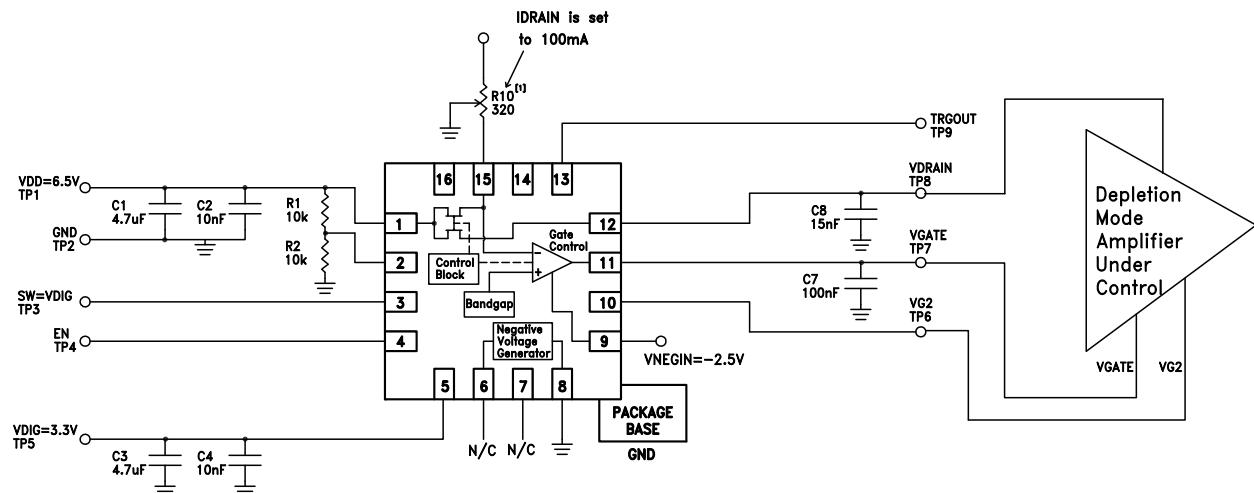 IDRAIN is set
to 100mA
R10[1]
320
TRGOUT
TP9
VDD=6.5V
TP1
C1
4.7uF
C2
10nF
R1
10k
GND
TP2
R2
10k
SW=VDIG
TP3
EN
TP4
VDIG=3.3V
TP5
C3
4.7uF
C4
10nF
16
15
14
13
1
2
3
4
5
6
7
8
12
11
10
9
Gate
Control
Control
Block
Bandgap
Negative
Voltage
Generator
−
+
N/C
N/C
VNEGIN=−2.5V
PACKAGE
BASE
GND
VDRAIN
TP8
C8
15nF
VGATE
TP7
C7
100nF
VG2
TP6
Depletion
Mode
Amplifier
Under
Control
VGATE
VG2